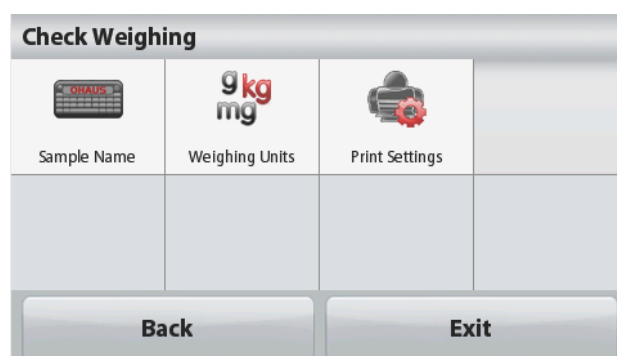 Check Weighing
OHAUS
g kg
mg
Sample Name
Weighing Units
Print Settings
Back
Exit